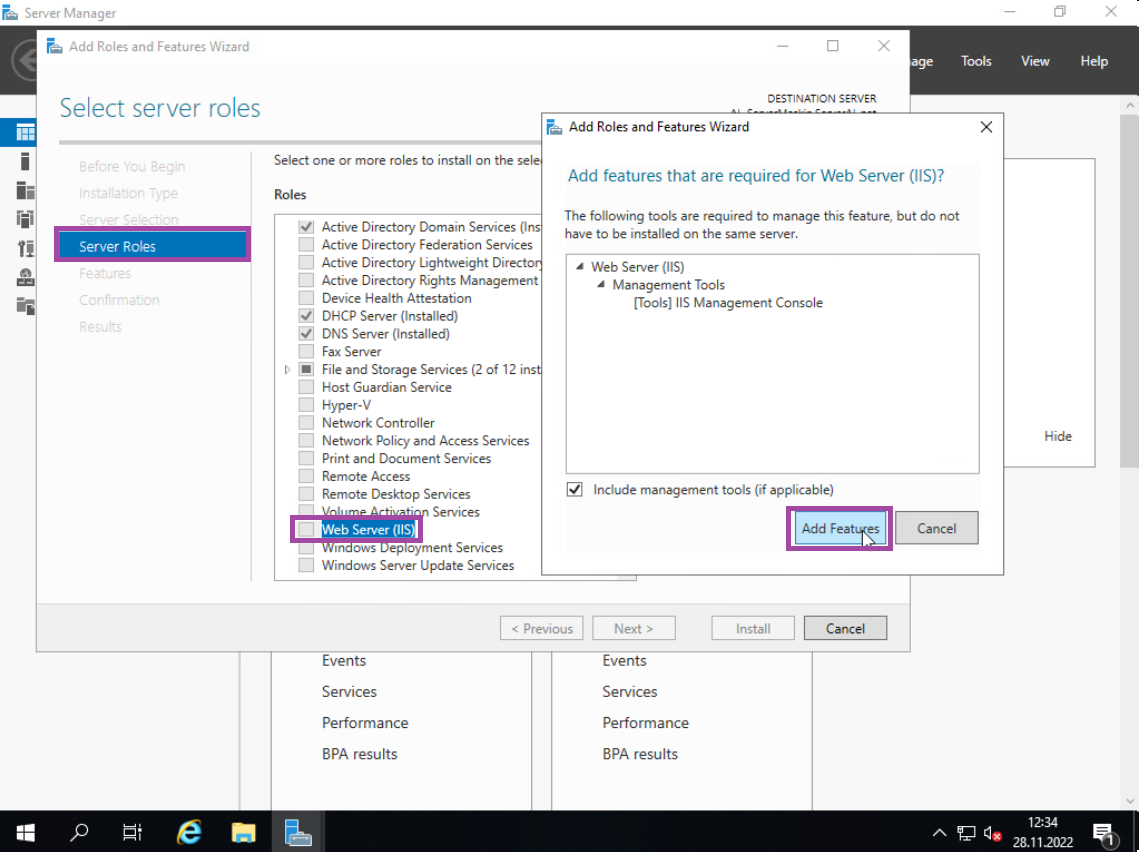 Server Manager
Add Roles and Features Wizard
age
Tools
View
Help
Select server roles
DESTINATION SERVER
Before You Begin
Installation Type
Server Selection
Server Roles
Features
Confirmation
Results
Select one or more roles to install on the sele
Roles
Active Directory Domain Services (Ins
Active Directory Federation Services
Active Directory Lightweight Directory
Active Directory Rights Management
Device Health Attestation
DHCP Server (Installed)
DNS Server (Installed)
Fax Server
File and Storage Services (2 of 12 inst
Host Guardian Service
Hyper-V
Network Controller
Network Policy and Access Services
Print and Document Services
Remote Access
Remote Desktop Services
Volume Activation Services
Web Server (IIS)
Windows Deployment Services
Windows Server Update Services
Add Roles and Features Wizard
Add features that are required for Web Server (IIS)?
The following tools are required to manage this feature, but do not
have to be installed on the same server.
Web Server (IIS)
Management Tools
[Tools] IIS Management Console
Include management tools (if applicable)
Add Features
Cancel
Hide
< Previous
Next >
Install
Cancel
Events
Services
Performance
BPA results
Events
Services
Performance
BPA results
12:34
28.11.2022
1